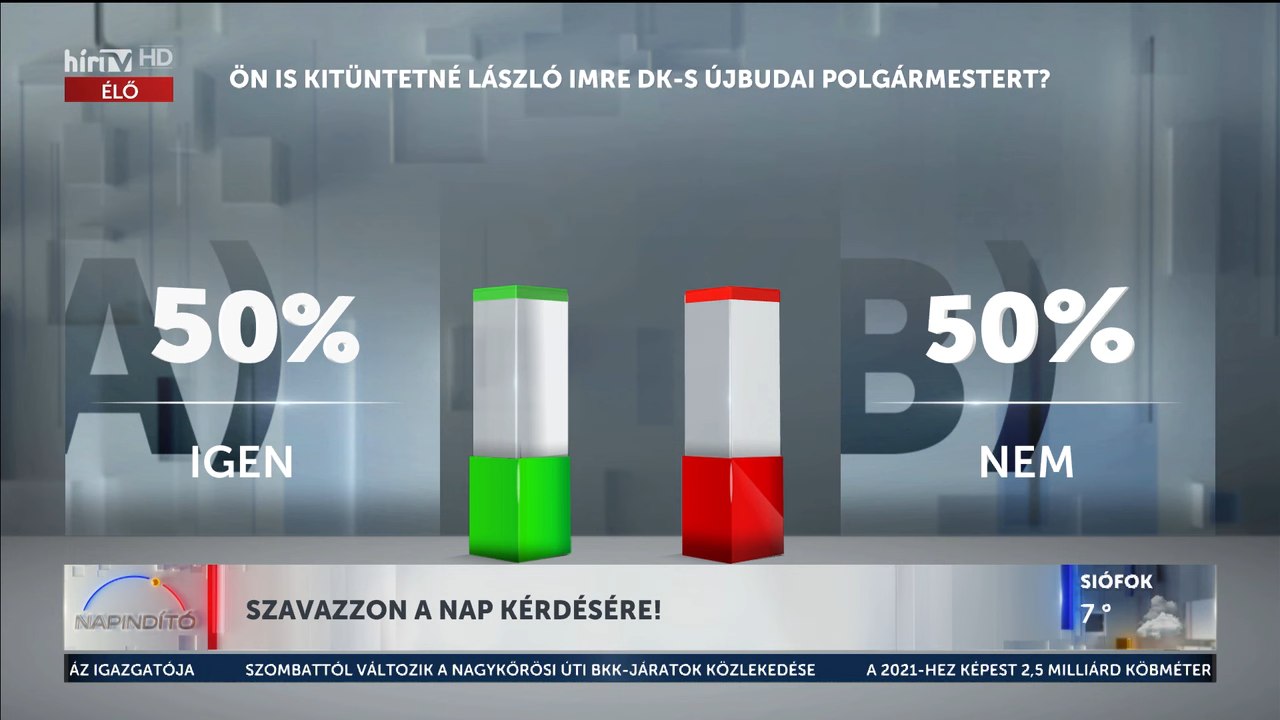 hírTV HD
ÉLŐ
ÖN IS KITÜNTETNÉ LÁSZLÓ IMRE DK-S ÚJBUDAI POLGÁRMESTERT?
A)
50%
IGEN
B)
50%
NEM
NAPINDÍTÓ
SZAVAZZON A NAP KÉRDÉSÉRE!
SIÓFOK
7°
ÁZ IGAZGATÓJA SZOMBATTÓL VÁLTOZIK A NAGYKŐRÖSI ÚTI BKK-JÁRATOK KÖZLEKEDÉSE A 2021-HEZ KÉPEST 2,5 MILLIÁRD KÖBMÉTER